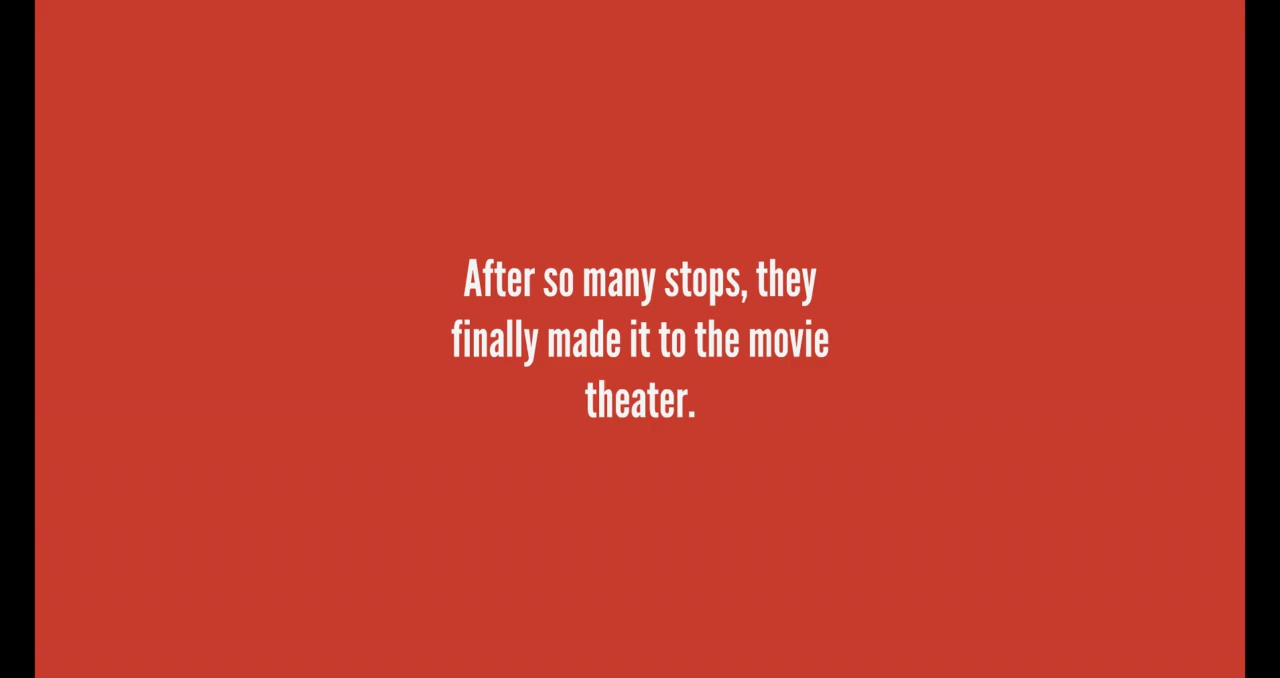 After so many stops, they
finally made it to the movie
theater.